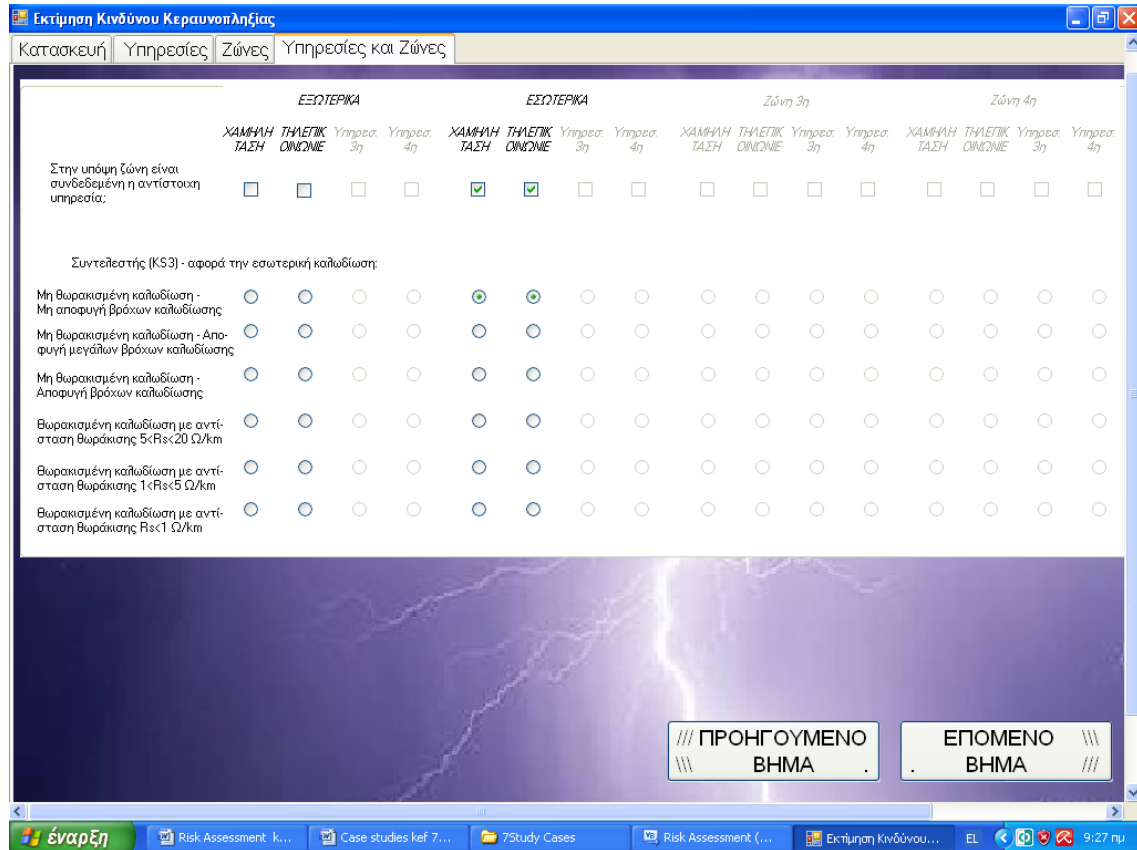 Εκτίμηση Κινδύνου Κεραυνοπληξίας
Κατασκευή Υπηρεσίες Ζώνες Υπηρεσίες και Ζώνες
ΕΞΩΤΕΡΙΚΑ ΕΣΩΤΕΡΙΚΑ Ζώνη 3η Ζώνη 4η
ΧΑΜΗΛΗ ΤΗΛΕΠΙΚ Υπηρεσ. Υπηρεσ. ΧΑΜΗΛΗ ΤΗΛΕΠΙΚ Υπηρεσ. Υπηρεσ. ΧΑΜΗΛΗ ΤΗΛΕΠΙΚ Υπηρεσ. Υπηρεσ. ΧΑΜΗΛΗ ΤΗΛΕΠΙΚ Υπηρεσ. Υπηρεσ.
ΤΑΣΗ ΟΙΝΩΝΙΕ 3η 4η ΤΑΣΗ ΟΙΝΩΝΙΕ 3η 4η ΤΑΣΗ ΟΙΝΩΝΙΕ 3η 4η ΤΑΣΗ ΟΙΝΩΝΙΕ 3η 4η
Στην υπόψη ζώνη είναι
συνδεδεμένη η αντίστοιχη
υπηρεσία;
Συντελεστής (KS3) - αφορά την εσωτερική καλωδίωση:
Μη θωρακισμένη καλωδίωση -
Μη αποφυγή βρόχων καλωδίωσης
Μη θωρακισμένη καλωδίωση - Απο-
φυγή μεγάλων βρόχων καλωδίωσης
Μη θωρακισμένη καλωδίωση -
Αποφυγή βρόχων καλωδίωσης
Θωρακισμένη καλωδίωση με αντί-
σταση θωράκισης 5<Rs<20 Ω/km
Θωρακισμένη καλωδίωση με αντί-
σταση θωράκισης 1<Rs<5 Ω/km
Θωρακισμένη καλωδίωση με αντί-
σταση θωράκισης Rs<1 Ω/km
/// ΠΡΟΗΓΟΥΜΕΝΟ ΕΠΟΜΕΝΟ \\\
\\\ ΒΗΜΑ . . ΒΗΜΑ ///
έναρξη Risk Assessment k... Case studies kef 7... 7Study Cases Risk Assessment (... Εκτίμηση Κινδύνου... EL 9:27 πμ